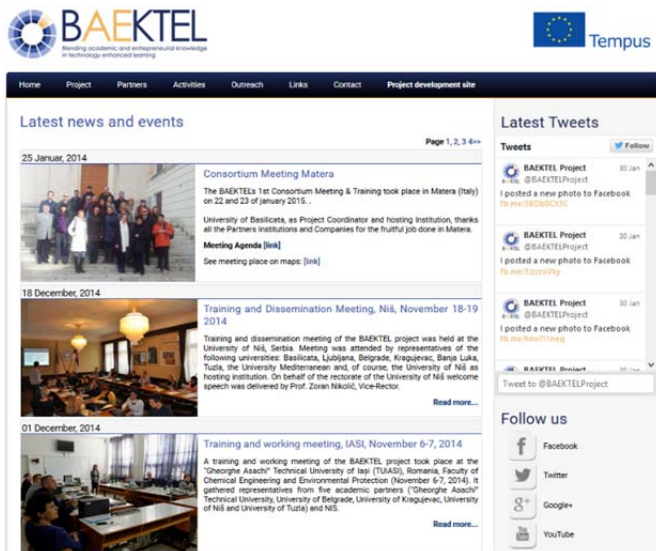 BAEKTEL
Blending academic and entrepreneurial knowledge
in technology enhanced learning
Tempus
Home Project Partners Activities Outreach Links Contact Project development site
Latest news and events
Page 1, 2, 3 4>>
25 Januar, 2014
Consortium Meeting Matera
The BAEKTELs 1st Consortium Meeting & Training took place in Matera (Italy)
on 22 and 23 of january 2015. .
University of Basilicata, as Project Coordinator and hosting Institution, thanks
all the Partners Institutions and Companies for the fruitful job done in Matera.
Meeting Agenda [link]
See meeting place on maps: [link]
18 December, 2014
Training and Dissemination Meeting, Niš, November 18-19
2014
Training and dissemination meeting of the BAEKTEL project was held at the
University of Niš, Serbia. Meeting was attended by representatives of the
following universities: Basilicata, Ljubljana, Belgrade, Kragujevac, Banja Luka,
Tuzla, the University Mediterranean and, of course, the University of Niš as
hosting institution. On behalf of the rectorate of the University of Niš welcome
speech was delivered by Prof. Zoran Nikolić, Vice-Rector.
Read more...
01 December, 2014
Training and working meeting, IASI, November 6-7, 2014
A training and working meeting of the BAEKTEL project took place at the
"Gheorghe Asachi" Technical University of Iași (TUIASI), Romania, Faculty of
Chemical Engineering and Environmental Protection (November 6-7, 2014). It
gathered representatives from five academic partners ("Gheorghe Asachi"
Technical University, University of Belgrade, University of Kragujevac, University
of Niš and University of Tuzla) and NIS.
Read more...
Latest Tweets
Tweets Follow
BAEKTEL Project 30 Jan
@BAEKTELProject
I posted a new photo to Facebook
BAEKTEL Project 30 Jan
@BAEKTELProject
I posted a new photo to Facebook
BAEKTEL Project 30 Jan
@BAEKTELProject
I posted a new photo to Facebook
BAEKTEL Project 30 Jan
Tweet to @BAEKTELProject
Follow us
Facebook
Twitter
Google+
YouTube